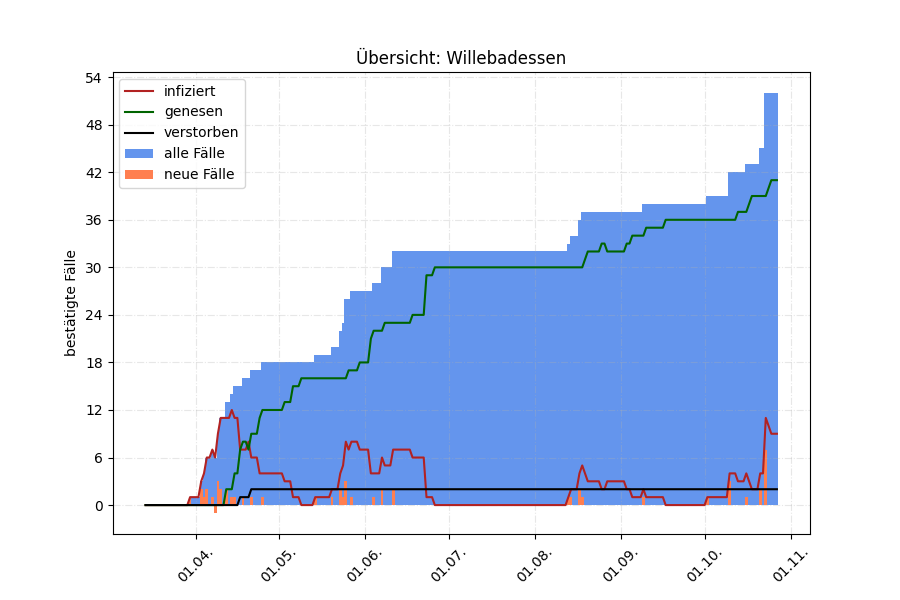 Übersicht: Willebadessen
infiziert
genesen
verstorben
alle Fälle
neue Fälle
bestätigte Fälle
54
48
42
36
30
24
18
12
6
0
01.04.
01.05.
01.06.
01.07.
01.08.
01.09.
01.10.
01.11.